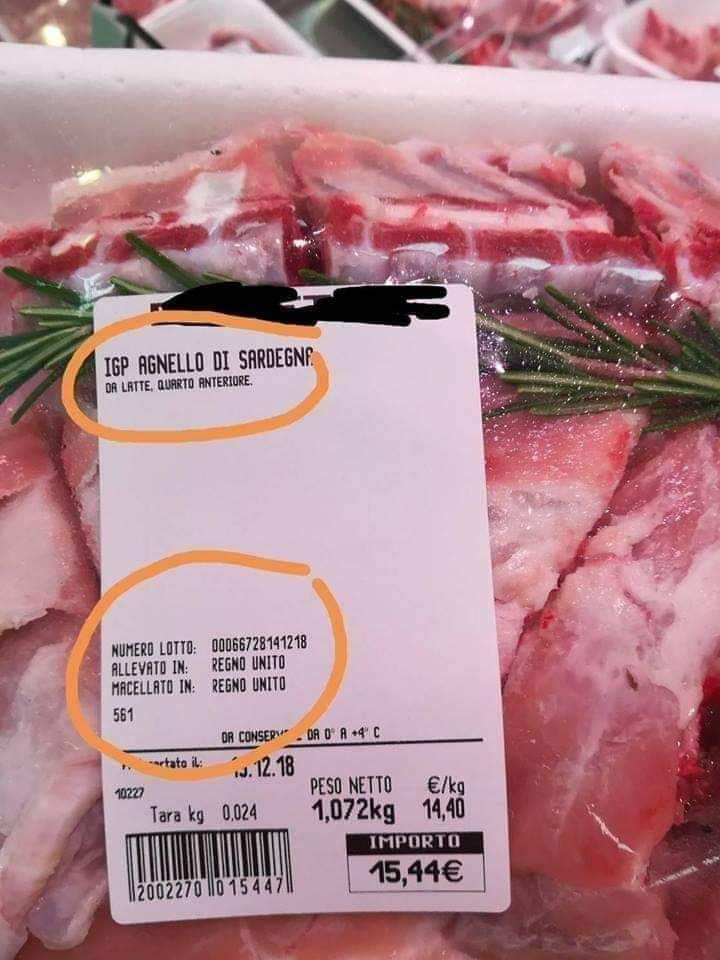 IGP AGNELLO DI SARDEGNA
DA LATTE, QUARTO ANTERIORE.
NUMERO LOTTO: 00066728141218
ALLEVATO IN: REGNO UNITO
MACELLATO IN: REGNO UNITO
561
DA 0° A +4° C
.12.18
10227
PESO NETTO €/kg
Tara kg 0.024 1,072kg 14,40
IMPORTO
15,44€
2002270 015447